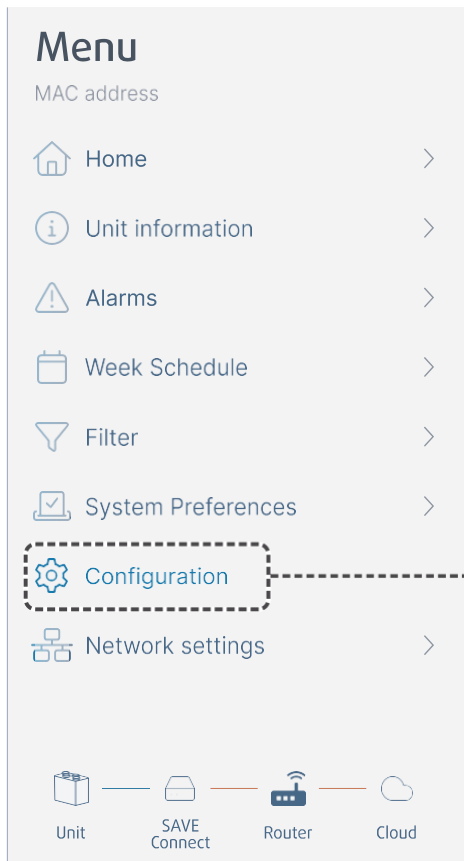 Menu
MAC address
Home
Unit information
Alarms
Week Schedule
Filter
System Preferences
Configuration
Network settings
Unit
SAVE
Connect
Router
Cloud